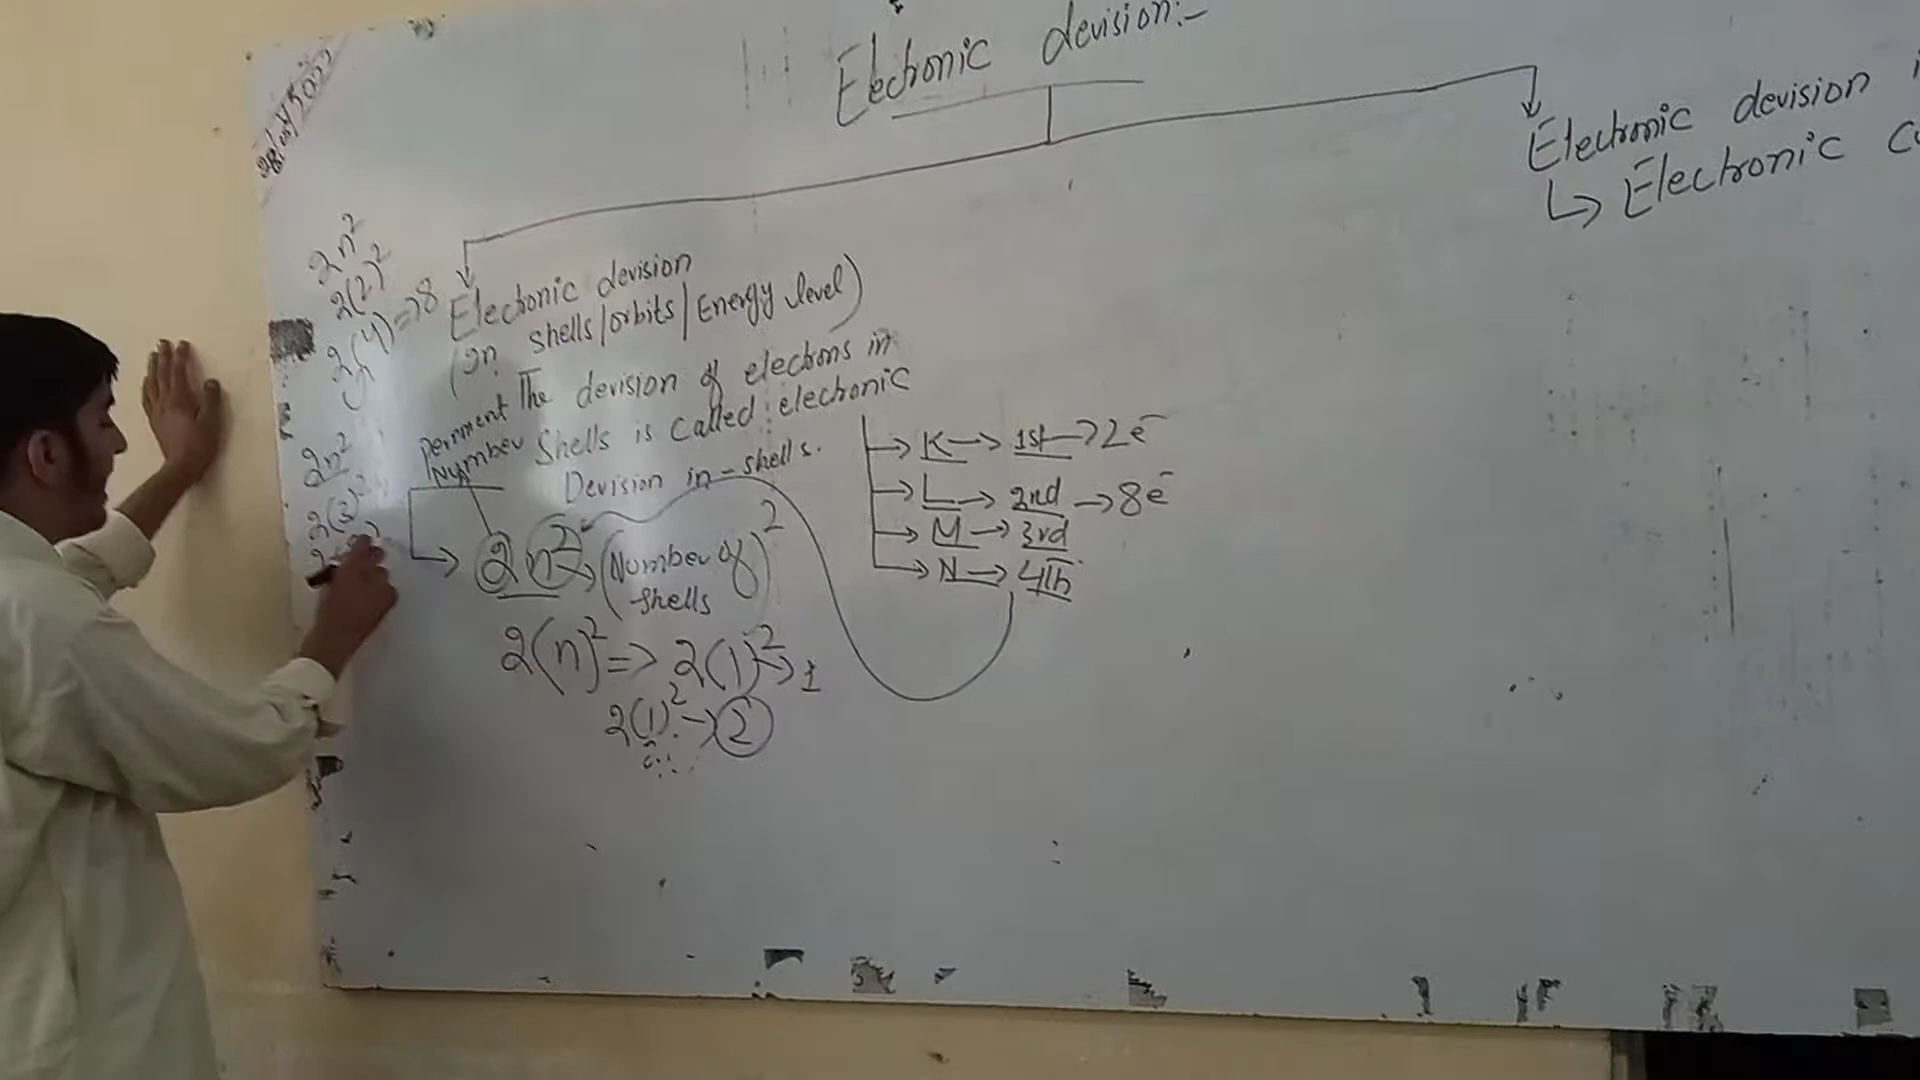 Electronic devision:-
Electronic devision
Electronic
2n²
2(2)²
2(4) => 8
Electronic devision
(In shells/orbits/Energy level)
The devision of electrons in
Shells is called electronic
Devision in shells.
Perment
Number
2n² → (Number of shells)²
2(n)² => 2(1)² → 1
2(1)² → 2
K → 1st → 2e⁻
L → 2nd → 8e⁻
M → 3rd
N → 4th
2n²
2(3)²